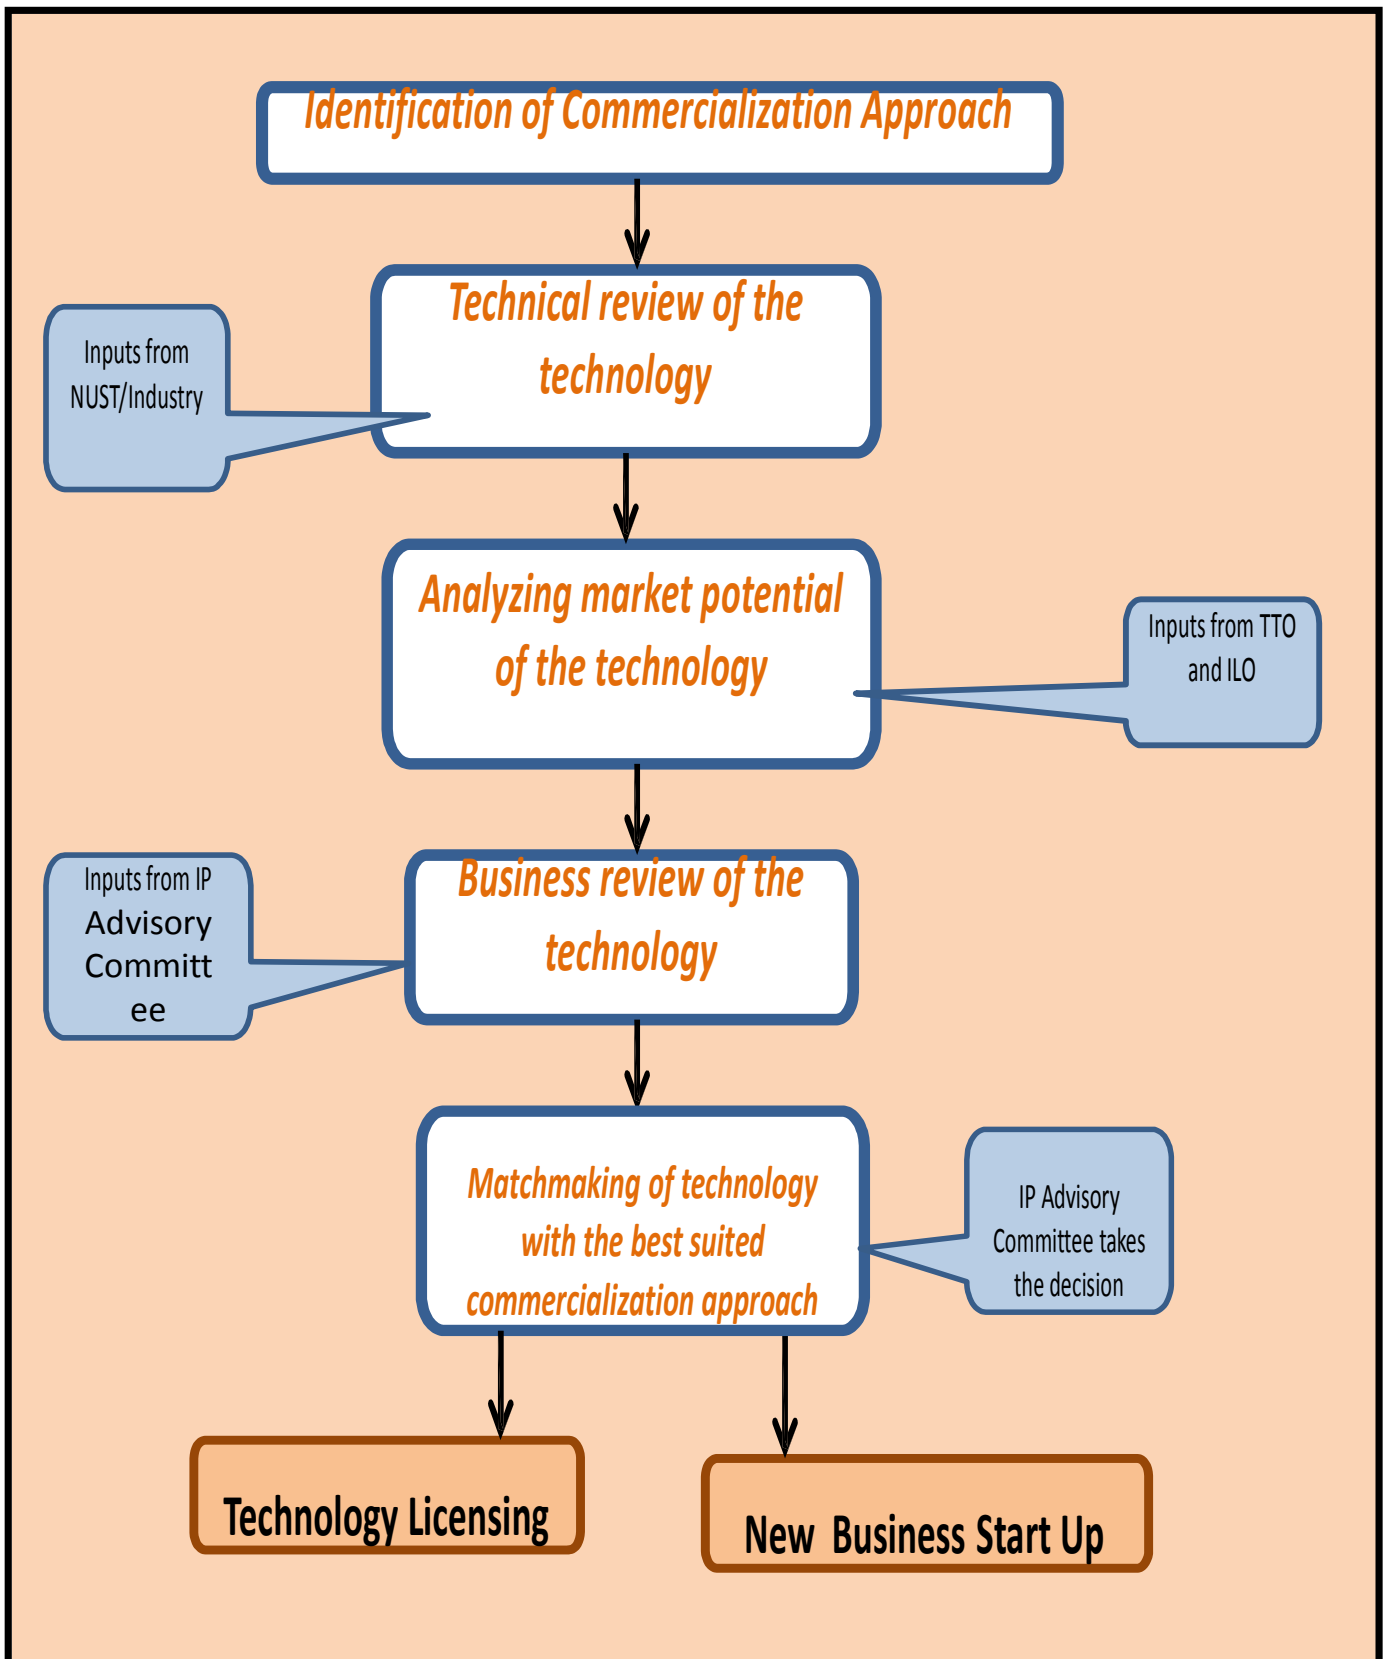 Identification of Commercialization Approach
Technical review of the
technology
Inputs from
NUST/Industry
Analyzing market potential
of the technology
Inputs from TTO
and ILO
Business review of the
technology
Inputs from IP
Advisory
Committ
ee
Matchmaking of technology
with the best suited
commercialization approach
IP Advisory
Committee takes
the decision
Technology Licensing
New Business Start Up